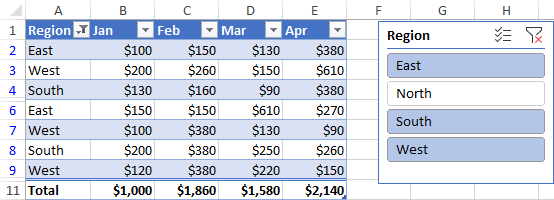 A B C D E F G H
1 Region Jan Feb Mar Apr
2 East $100 $150 $130 $380
3 West $200 $260 $150 $610
4 South $130 $160 $90 $380
6 East $150 $150 $610 $270
7 West $100 $380 $130 $90
8 South $200 $380 $250 $260
9 West $120 $380 $220 $150
11 Total $1,000 $1,860 $1,580 $2,140
Region
East
North
South
West